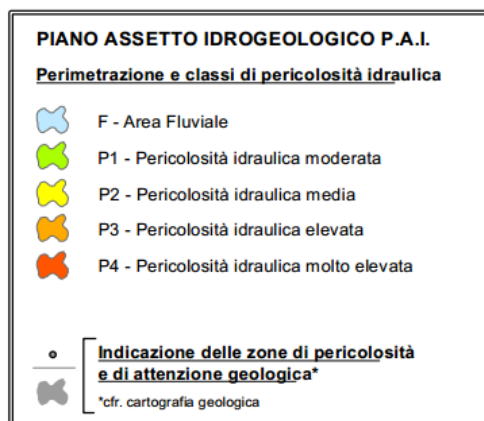 PIANO ASSETTO IDROGEOLOGICO P.A.I.
Perimetrazione e classi di pericolosità idraulica
F - Area Fluviale
P1 - Pericolosità idraulica moderata
P2 - Pericolosità idraulica media
P3 - Pericolosità idraulica elevata
P4 - Pericolosità idraulica molto elevata
Indicazione delle zone di pericolosità
e di attenzione geologica*
*cfr. cartografia geologica